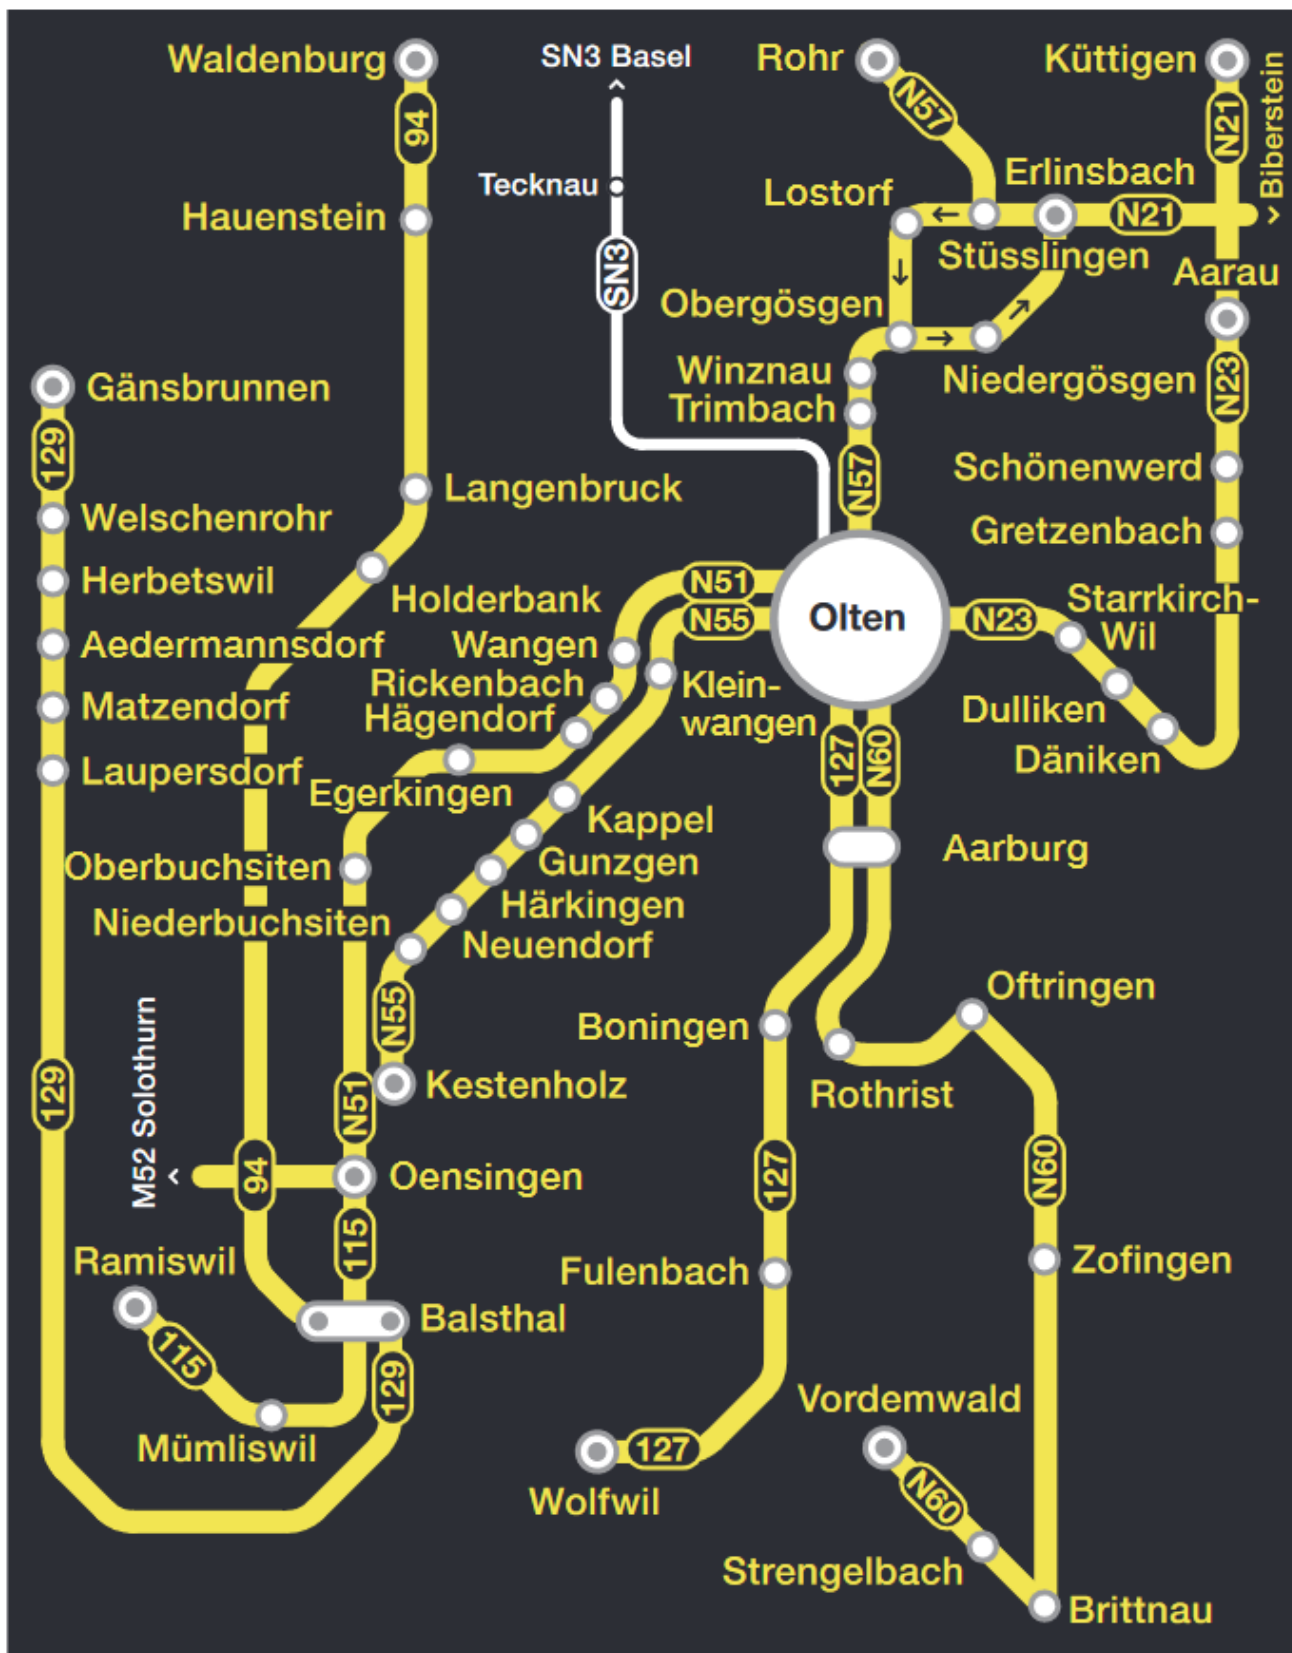 Waldenburg
SN3 Basel
Rohr
Küttigen
94
N57
N21
Biberstein
Tecknau
Erlinsbach
Lostorf
N21
Hauenstein
SN3
Stüsslingen
Aarau
Obergösgen
Gänsbrunnen
Winznau
Niedergösgen
N23
Trimbach
129
Langenbruck
N57
Schönenwerd
Welschenrohr
Gretzenbach
Herbetswil
Holderbank
N51
N55
Olten
N23
Starrkirch-
Wil
Aedermannsdorf
Wangen
Rickenbach
Klein-
wangen
Matzendorf
Hägendorf
Dulliken
Däniken
Laupersdorf
Egerkingen
127
N60
Kappel
Aarburg
Oberbuchsiten
Gunzgen
Niederbuchsiten
Härkingen
Neuendorf
N55
Oftringen
Boningen
M52 Solothurn
129
N51
Kestenholz
Rothrist
94
Oensingen
127
N60
115
Ramiswil
Fulenbach
Zofingen
Balsthal
115
129
Vordemwald
Mümliswil
127
Wolfwil
N60
Strengelbach
Brittnau